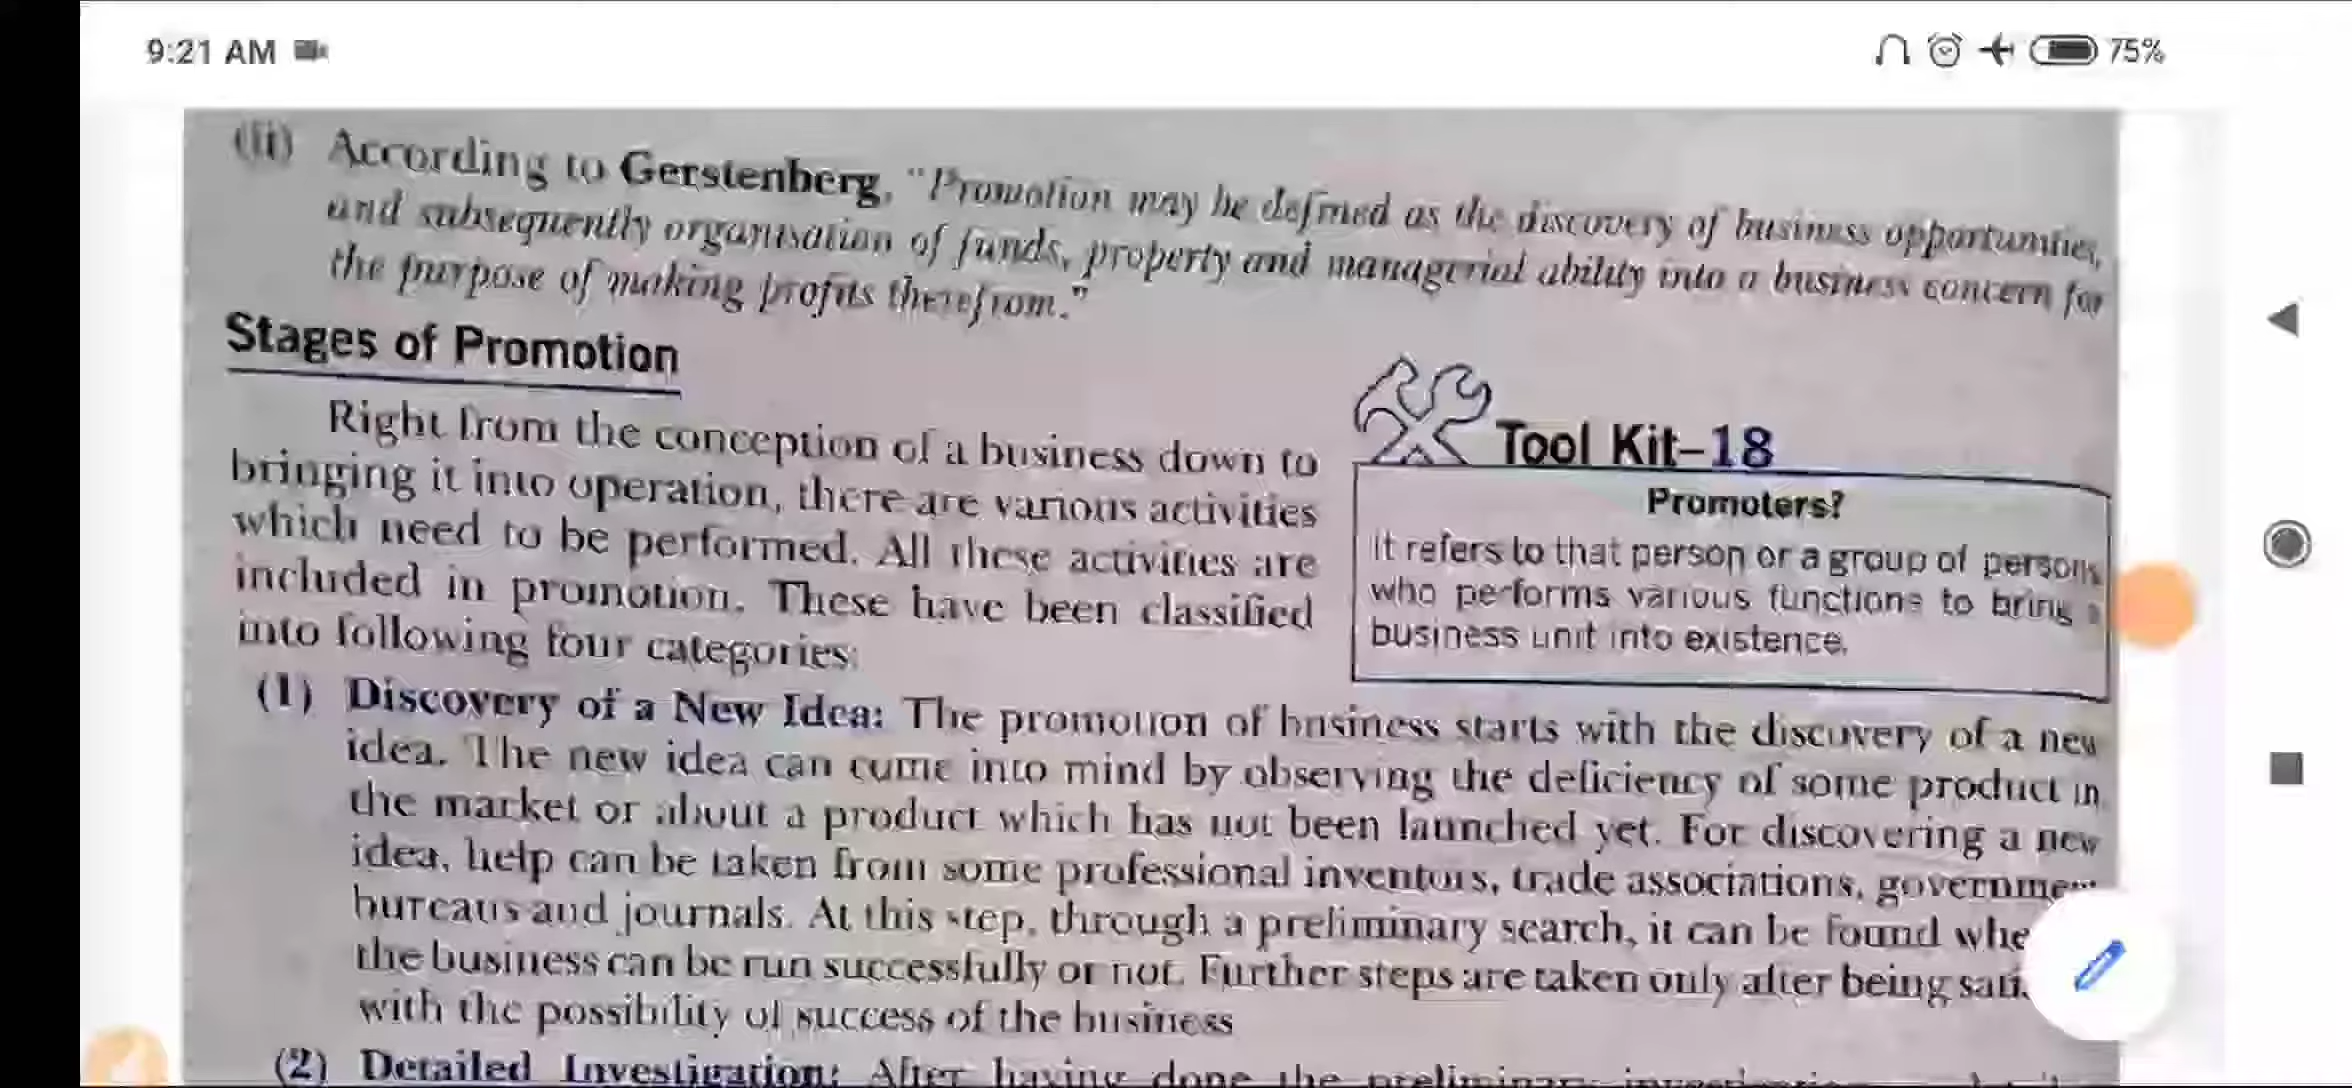 9:21 AM
75%
(ii) According to Gerstenberg, "Promotion may be defined as the discovery of business opportunities,
and subsequently organisation of funds, property and managerial ability into a business concern for
the purpose of making profits therefrom."
Stages of Promotion
Right from the conception of a business down to
bringing it into operation, there are various activities
which need to be performed. All these activities are
included in promotion. These have been classified
into following four categories:
Tool Kit-18
Promoters?
It refers to that person or a group of persons
who performs various functions to bring a
business unit into existence.
(1) Discovery of a New Idea: The promotion of business starts with the discovery of a new
idea. The new idea can come into mind by observing the deficiency of some product in
the market or about a product which has not been launched yet. For discovering a new
idea, help can be taken from some professional inventors, trade associations, government
bureaus and journals. At this step, through a preliminary search, it can be found whe
the business can be run successfully or not. Further steps are taken only after being sati
with the possibility of success of the business
(2) Detailed Investigation: After having done the preliminary